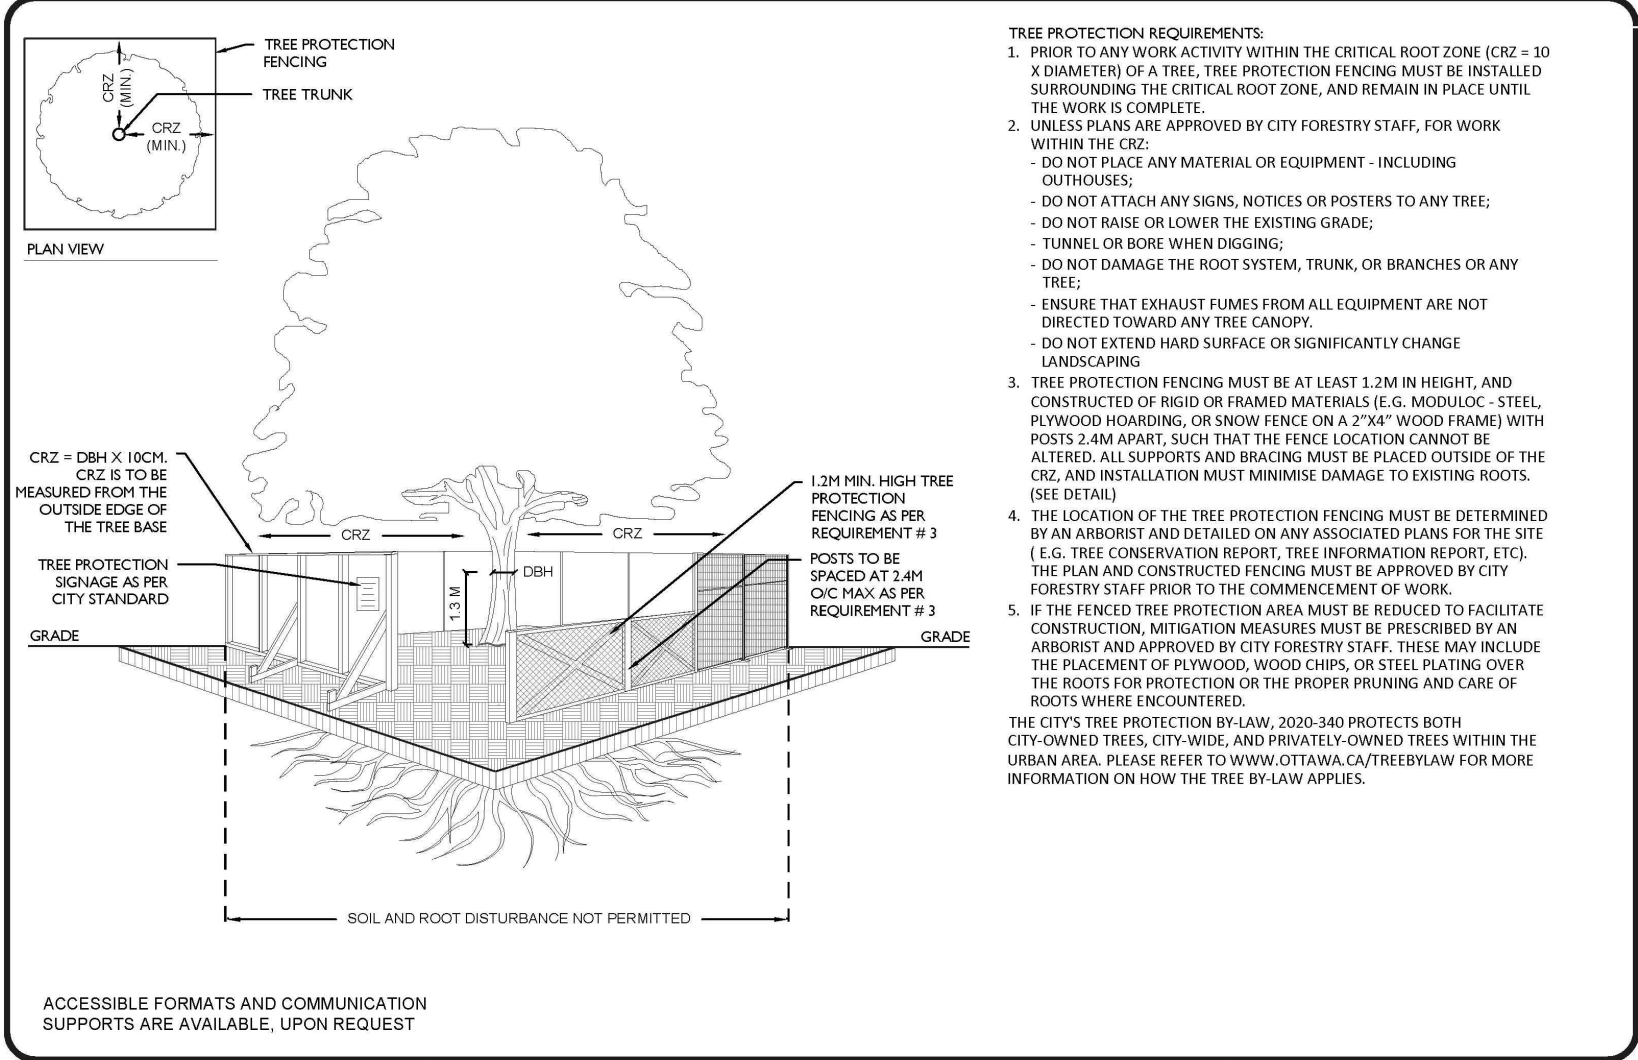 TREE PROTECTION
FENCING
TREE TRUNK
CRZ
(MIN.)
CRZ
(MIN.)
PLAN VIEW
CRZ = DBH X 10CM.
CRZ IS TO BE
MEASURED FROM THE
OUTSIDE EDGE OF
THE TREE BASE
TREE PROTECTION
SIGNAGE AS PER
CITY STANDARD
GRADE
CRZ
CRZ
DBH
1.3 M
1.2M MIN. HIGH TREE
PROTECTION
FENCING AS PER
REQUIREMENT # 3
POSTS TO BE
SPACED AT 2.4M
O/C MAX AS PER
REQUIREMENT # 3
GRADE
SOIL AND ROOT DISTURBANCE NOT PERMITTED
ACCESSIBLE FORMATS AND COMMUNICATION
SUPPORTS ARE AVAILABLE, UPON REQUEST
TREE PROTECTION REQUIREMENTS:
1. PRIOR TO ANY WORK ACTIVITY WITHIN THE CRITICAL ROOT ZONE (CRZ = 10
X DIAMETER) OF A TREE, TREE PROTECTION FENCING MUST BE INSTALLED
SURROUNDING THE CRITICAL ROOT ZONE, AND REMAIN IN PLACE UNTIL
THE WORK IS COMPLETE.
2. UNLESS PLANS ARE APPROVED BY CITY FORESTRY STAFF, FOR WORK
WITHIN THE CRZ:
- DO NOT PLACE ANY MATERIAL OR EQUIPMENT - INCLUDING
OUTHOUSES;
- DO NOT ATTACH ANY SIGNS, NOTICES OR POSTERS TO ANY TREE;
- DO NOT RAISE OR LOWER THE EXISTING GRADE;
- TUNNEL OR BORE WHEN DIGGING;
- DO NOT DAMAGE THE ROOT SYSTEM, TRUNK, OR BRANCHES OR ANY
TREE;
- ENSURE THAT EXHAUST FUMES FROM ALL EQUIPMENT ARE NOT
DIRECTED TOWARD ANY TREE CANOPY.
- DO NOT EXTEND HARD SURFACE OR SIGNIFICANTLY CHANGE
LANDSCAPING
3. TREE PROTECTION FENCING MUST BE AT LEAST 1.2M IN HEIGHT, AND
CONSTRUCTED OF RIGID OR FRAMED MATERIALS (E.G. MODULOC - STEEL,
PLYWOOD HOARDING, OR SNOW FENCE ON A 2”X4” WOOD FRAME) WITH
POSTS 2.4M APART, SUCH THAT THE FENCE LOCATION CANNOT BE
ALTERED. ALL SUPPORTS AND BRACING MUST BE PLACED OUTSIDE OF THE
CRZ, AND INSTALLATION MUST MINIMISE DAMAGE TO EXISTING ROOTS.
(SEE DETAIL)
4. THE LOCATION OF THE TREE PROTECTION FENCING MUST BE DETERMINED
BY AN ARBORIST AND DETAILED ON ANY ASSOCIATED PLANS FOR THE SITE
( E.G. TREE CONSERVATION REPORT, TREE INFORMATION REPORT, ETC).
THE PLAN AND CONSTRUCTED FENCING MUST BE APPROVED BY CITY
FORESTRY STAFF PRIOR TO THE COMMENCEMENT OF WORK.
5. IF THE FENCED TREE PROTECTION AREA MUST BE REDUCED TO FACILITATE
CONSTRUCTION, MITIGATION MEASURES MUST BE PRESCRIBED BY AN
ARBORIST AND APPROVED BY CITY FORESTRY STAFF. THESE MAY INCLUDE
THE PLACEMENT OF PLYWOOD, WOOD CHIPS, OR STEEL PLATING OVER
THE ROOTS FOR PROTECTION OR THE PROPER PRUNING AND CARE OF
ROOTS WHERE ENCOUNTERED.
THE CITY'S TREE PROTECTION BY-LAW, 2020-340 PROTECTS BOTH
CITY-OWNED TREES, CITY-WIDE, AND PRIVATELY-OWNED TREES WITHIN THE
URBAN AREA. PLEASE REFER TO WWW.OTTAWA.CA/TREEBYLAW FOR MORE
INFORMATION ON HOW THE TREE BY-LAW APPLIES.